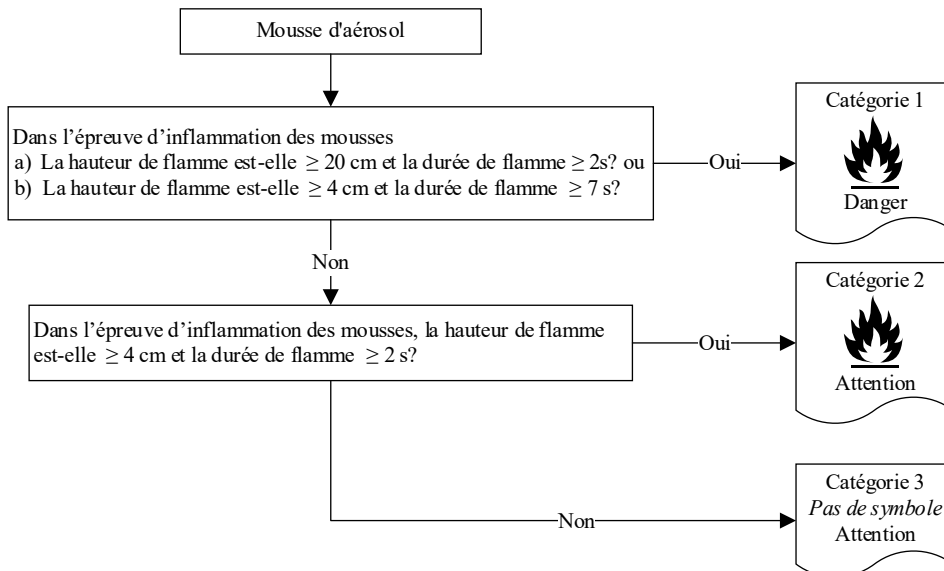 Mousse d'aérosol
Dans l'épreuve d'inflammation des mousses
a) La hauteur de flamme est-elle ≥ 20 cm et la durée de flamme ≥ 2s? ou
b) La hauteur de flamme est-elle ≥ 4 cm et la durée de flamme ≥ 7 s?
Oui
Catégorie 1
Danger
Non
Dans l'épreuve d'inflammation des mousses, la hauteur de flamme
est-elle ≥ 4 cm et la durée de flamme ≥ 2 s?
Oui
Catégorie 2
Attention
Non
Catégorie 3
Pas de symbole
Attention